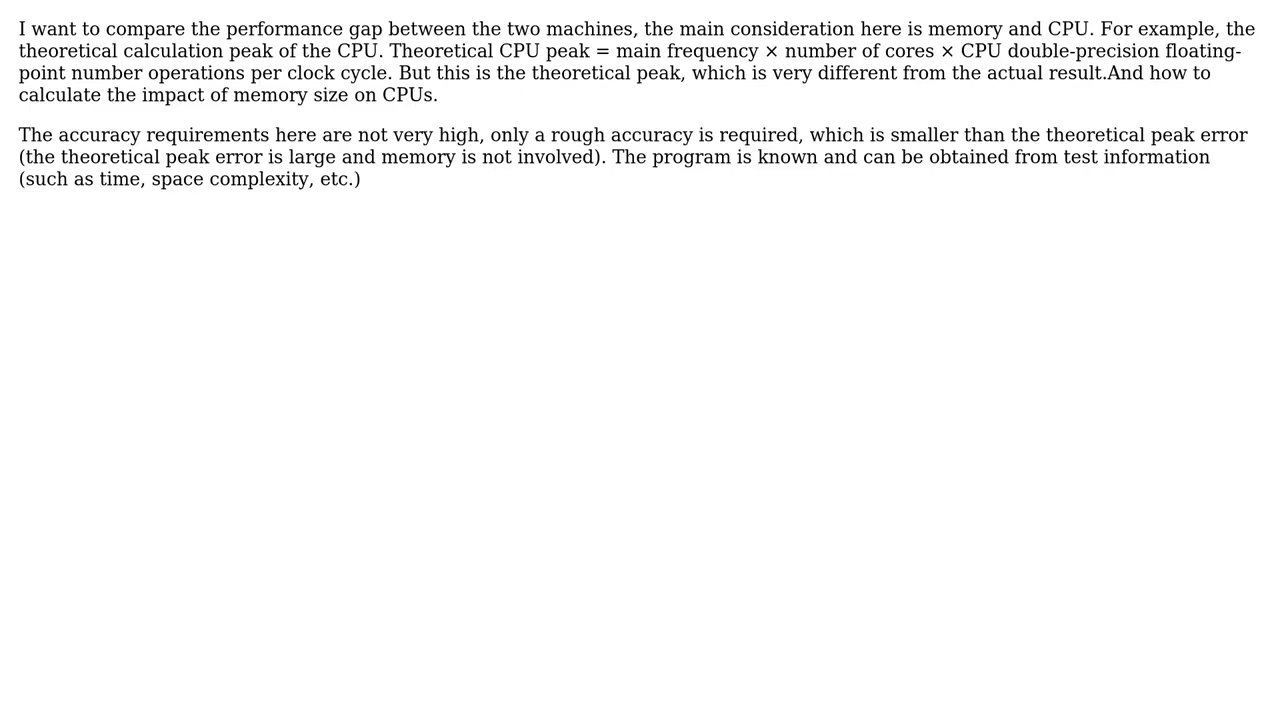 I want to compare the performance gap between the two machines, the main consideration here is memory and CPU. For example, the
theoretical calculation peak of the CPU. Theoretical CPU peak = main frequency × number of cores × CPU double-precision floating-
point number operations per clock cycle. But this is the theoretical peak, which is very different from the actual result.And how to
calculate the impact of memory size on CPUs.
The accuracy requirements here are not very high, only a rough accuracy is required, which is smaller than the theoretical peak error
(the theoretical peak error is large and memory is not involved). The program is known and can be obtained from test information
(such as time, space complexity, etc.)